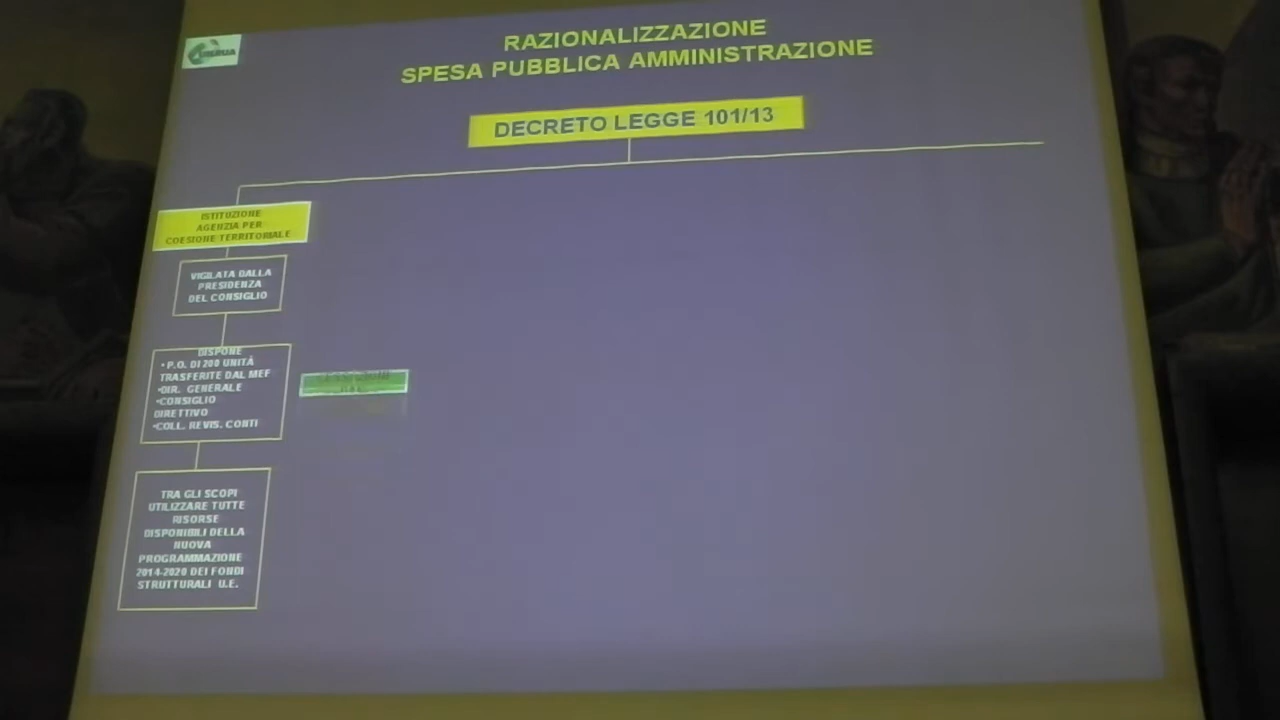 RAZIONALIZZAZIONE
SPESA PUBBLICA AMMINISTRAZIONE
DECRETO LEGGE 101/13
ISTITUZIONE
AGENZIA PER
COESIONE TERRITORIALE
VIGILATA DALLA
PRESIDENZA
DEL CONSIGLIO
DISPONE
• P.O. DI 200 UNITÀ
TRASFERITE DAL MEF
•DIR. GENERALE
•CONSIGLIO
DIRETTIVO
•COLL. REVIS. CONTI
TRA GLI SCOPI
UTILIZZARE TUTTE
RISORSE
DISPONIBILI DELLA
NUOVA
PROGRAMMAZIONE
2014-2020 DEI FONDI
STRUTTURALI U.E.